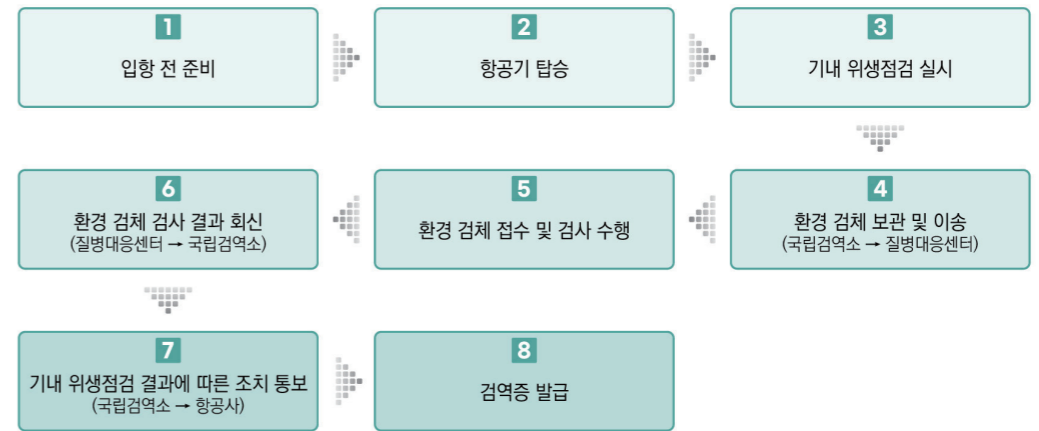 1
입항 전 준비
2
항공기 탑승
3
기내 위생점검 실시
4
환경 검체 보관 및 이송
(국립검역소 → 질병대응센터)
5
환경 검체 접수 및 검사 수행
6
환경 검체 검사 결과 회신
(질병대응센터 → 국립검역소)
7
기내 위생점검 결과에 따른 조치 통보
(국립검역소 → 항공사)
8
검역증 발급